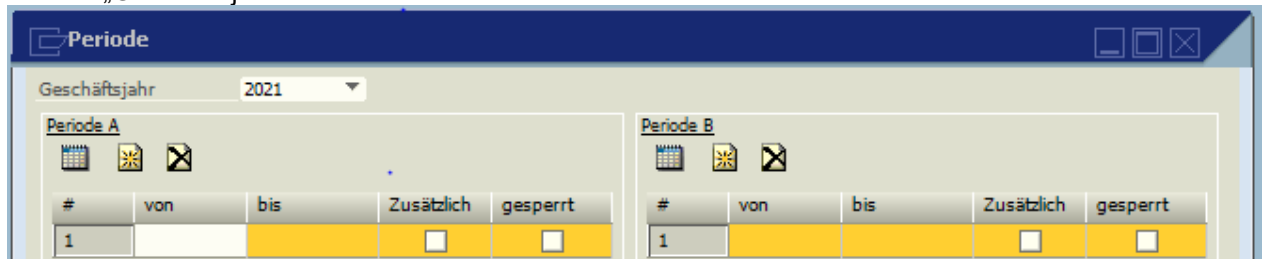 Periode
Geschäftsjahr 2021
Periode A Periode B
# von bis Zusätzlich gesperrt # von bis Zusätzlich gesperrt
1 1